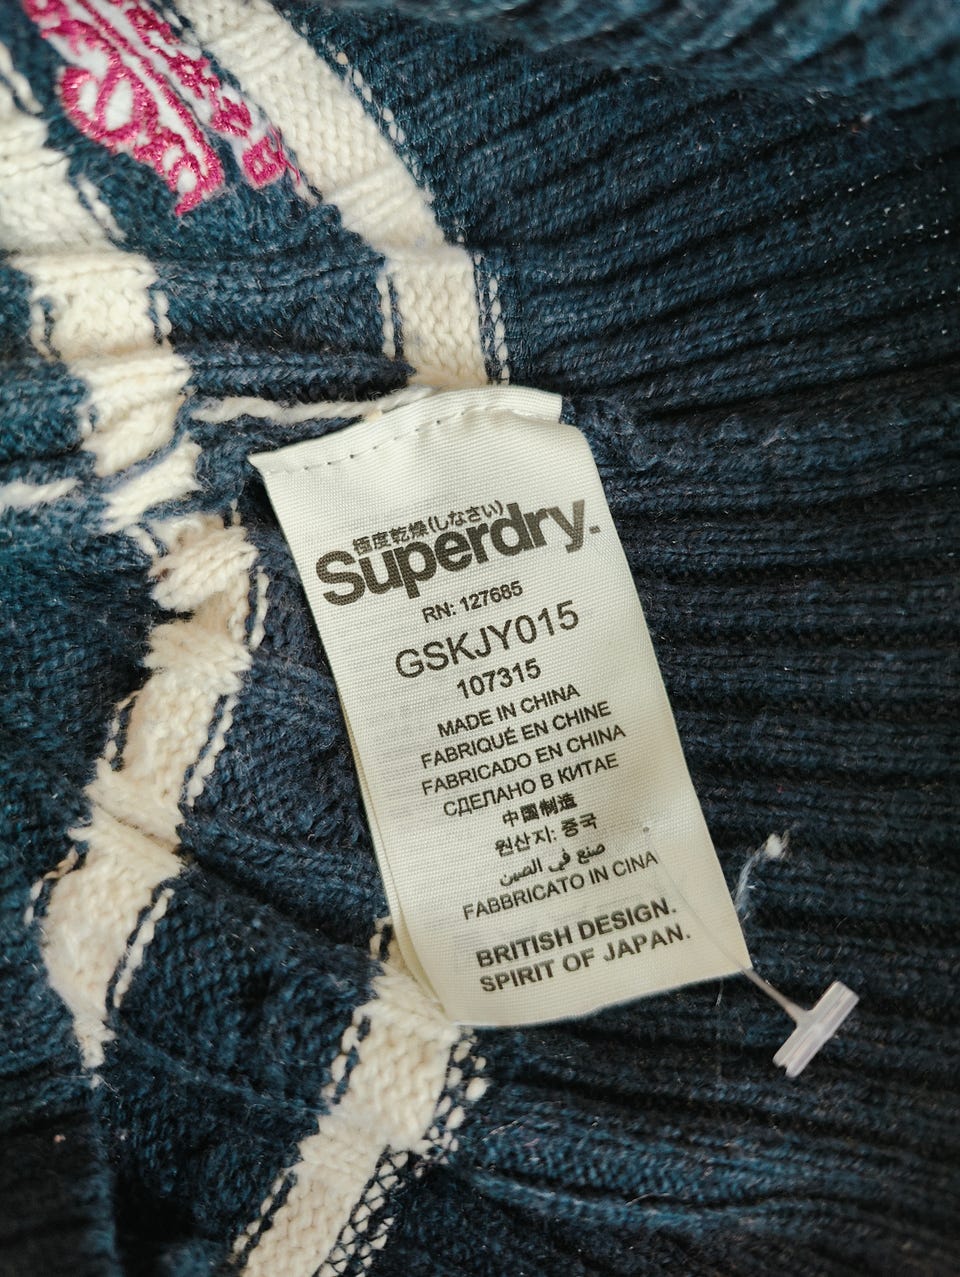 極度乾燥(しなさい)
Superdry.
RN: 127685
GSKJY015
107315
MADE IN CHINA
FABRIQUÉ EN CHINE
FABRICADO EN CHINA
СДЕЛАНО В КИТАЕ
中国制造
원산지: 중국
صنع في الصين
FABBRICATO IN CINA
BRITISH DESIGN.
SPIRIT OF JAPAN.